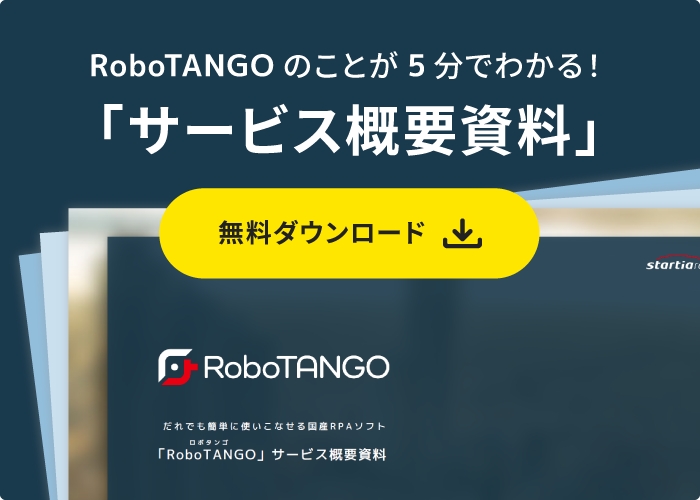 RoboTANGO のことが 5 分でわかる！
「サービス概要資料」
無料ダウンロード
RoboTANGO
だれでも簡単に使いこなせる国産RPAソフト
ロボタンゴ
「RoboTANGO」サービス概要資料